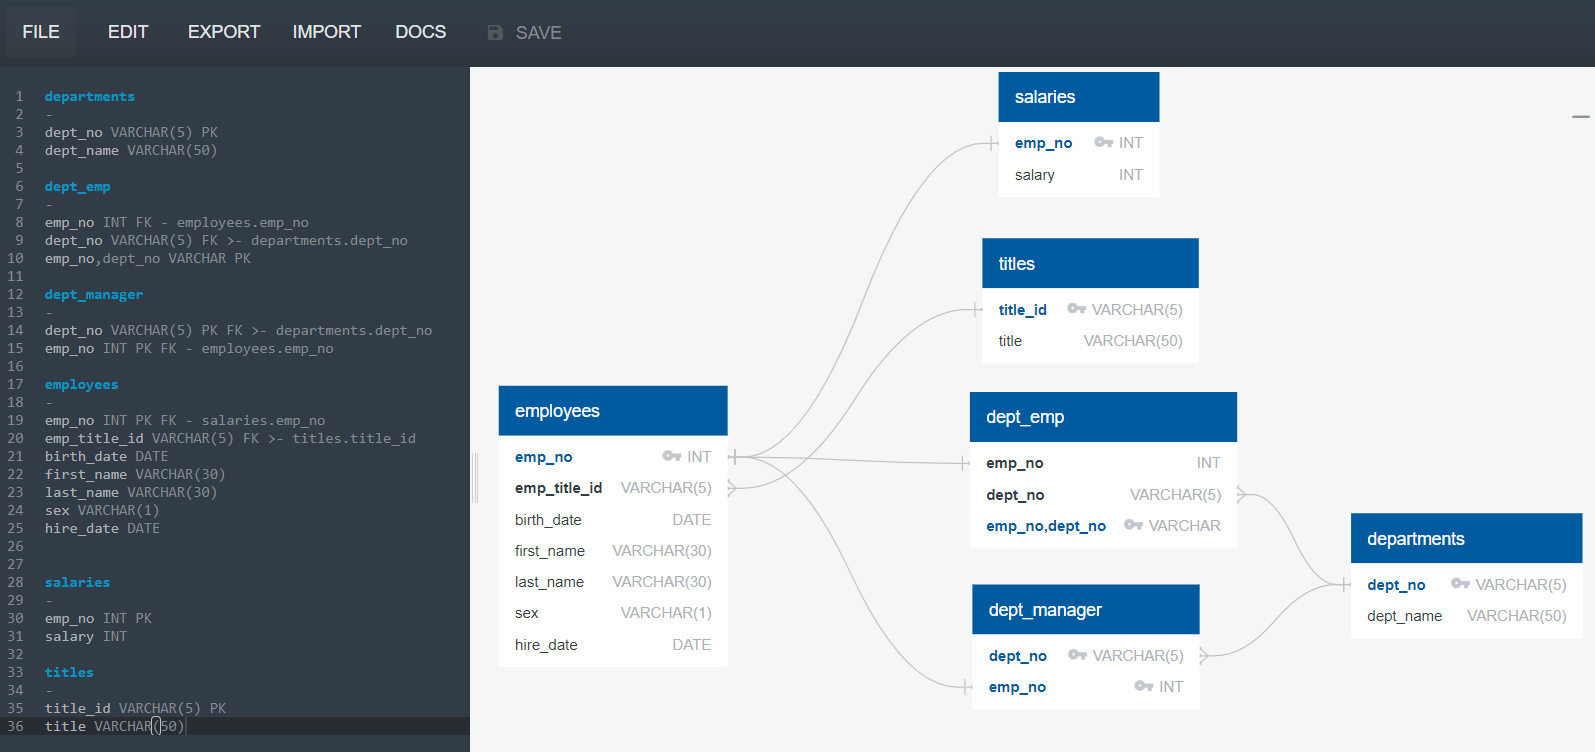 FILE EDIT EXPORT IMPORT DOCS SAVE
1 departments
2 -
3 dept_no VARCHAR(5) PK
4 dept_name VARCHAR(50)
5
6 dept_emp
7 -
8 emp_no INT FK - employees.emp_no
9 dept_no VARCHAR(5) FK >- departments.dept_no
10 emp_no,dept_no VARCHAR PK
11
12 dept_manager
13 -
14 dept_no VARCHAR(5) PK FK >- departments.dept_no
15 emp_no INT PK FK - employees.emp_no
16
17 employees
18 -
19 emp_no INT PK FK - salaries.emp_no
20 emp_title_id VARCHAR(5) FK >- titles.title_id
21 birth_date DATE
22 first_name VARCHAR(30)
23 last_name VARCHAR(30)
24 sex VARCHAR(1)
25 hire_date DATE
26
27
28 salaries
29 -
30 emp_no INT PK
31 salary INT
32
33 titles
34 -
35 title_id VARCHAR(5) PK
36 title VARCHAR(50)
employees
emp_no INT
emp_title_id VARCHAR(5)
birth_date DATE
first_name VARCHAR(30)
last_name VARCHAR(30)
sex VARCHAR(1)
hire_date DATE
salaries
emp_no INT
salary INT
titles
title_id VARCHAR(5)
title VARCHAR(50)
dept_emp
emp_no INT
dept_no VARCHAR(5)
emp_no,dept_no VARCHAR
dept_manager
dept_no VARCHAR(5)
emp_no INT
departments
dept_no VARCHAR(5)
dept_name VARCHAR(50)